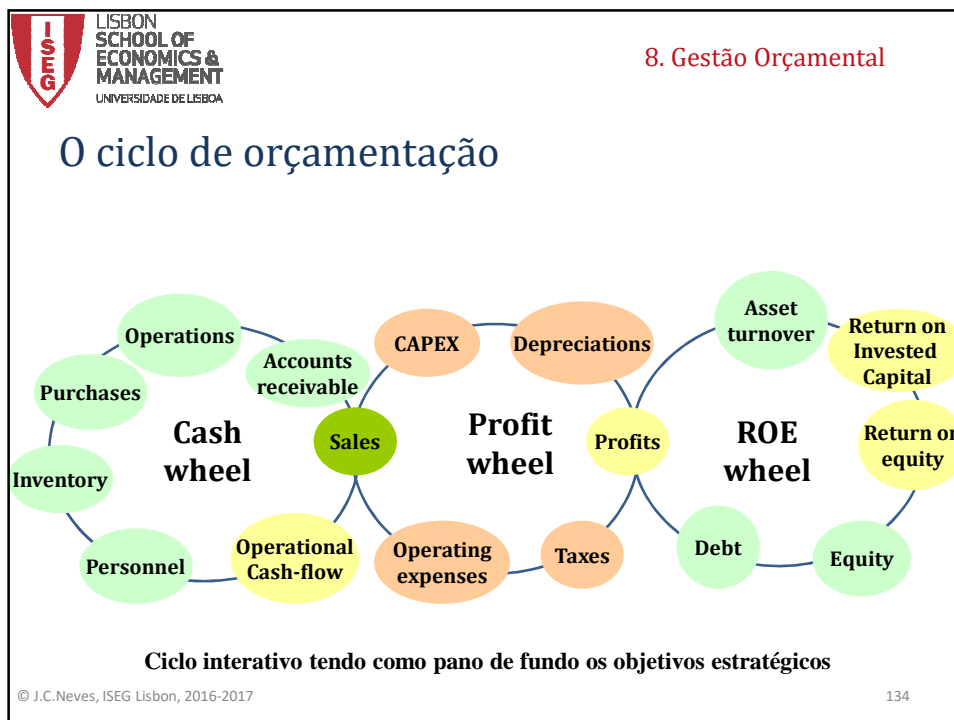 ISEG
LISBON
SCHOOL OF
ECONOMICS &
MANAGEMENT
UNIVERSIDADE DE LISBOA
8. Gestão Orçamental
O ciclo de orçamentação
Operations
Accounts
receivable
Purchases
Cash
wheel
Inventory
Personnel
Operational
Cash-flow
Sales
CAPEX
Depreciations
Profit
wheel
Operating
expenses
Taxes
Profits
Asset
turnover
Return on
Invested
Capital
ROE
wheel
Return on
equity
Debt
Equity
Ciclo interativo tendo como pano de fundo os objetivos estratégicos
© J.C.Neves, ISEG Lisbon, 2016-2017
134